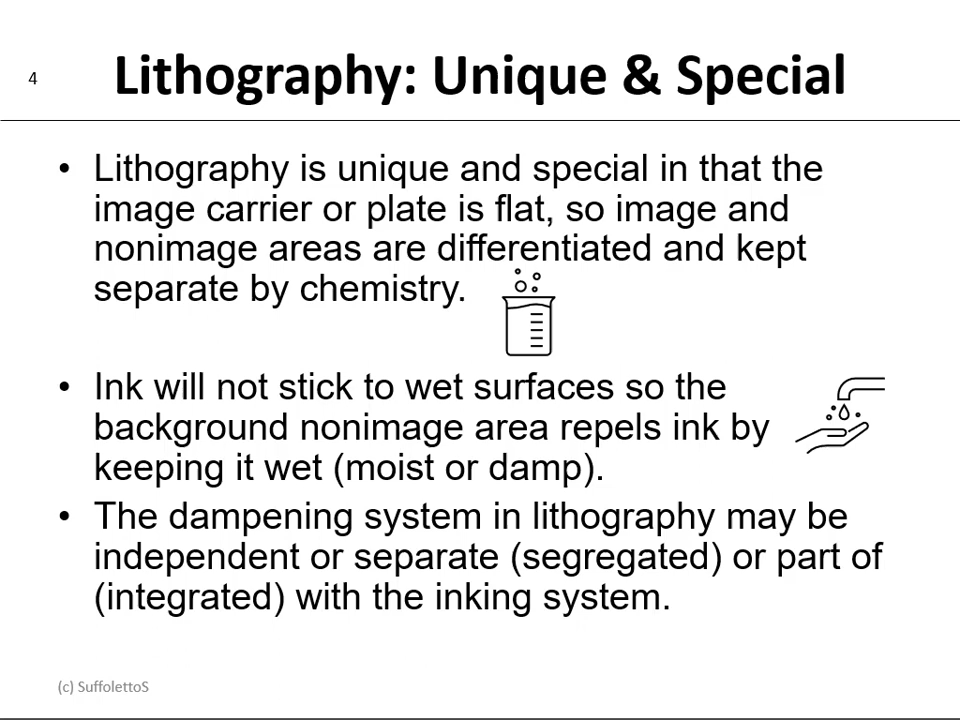 4
Lithography: Unique & Special
• Lithography is unique and special in that the
image carrier or plate is flat, so image and
nonimage areas are differentiated and kept
separate by chemistry.
• Ink will not stick to wet surfaces so the
background nonimage area repels ink by
keeping it wet (moist or damp).
• The dampening system in lithography may be
independent or separate (segregated) or part of
(integrated) with the inking system.
(c) SuffolettoS